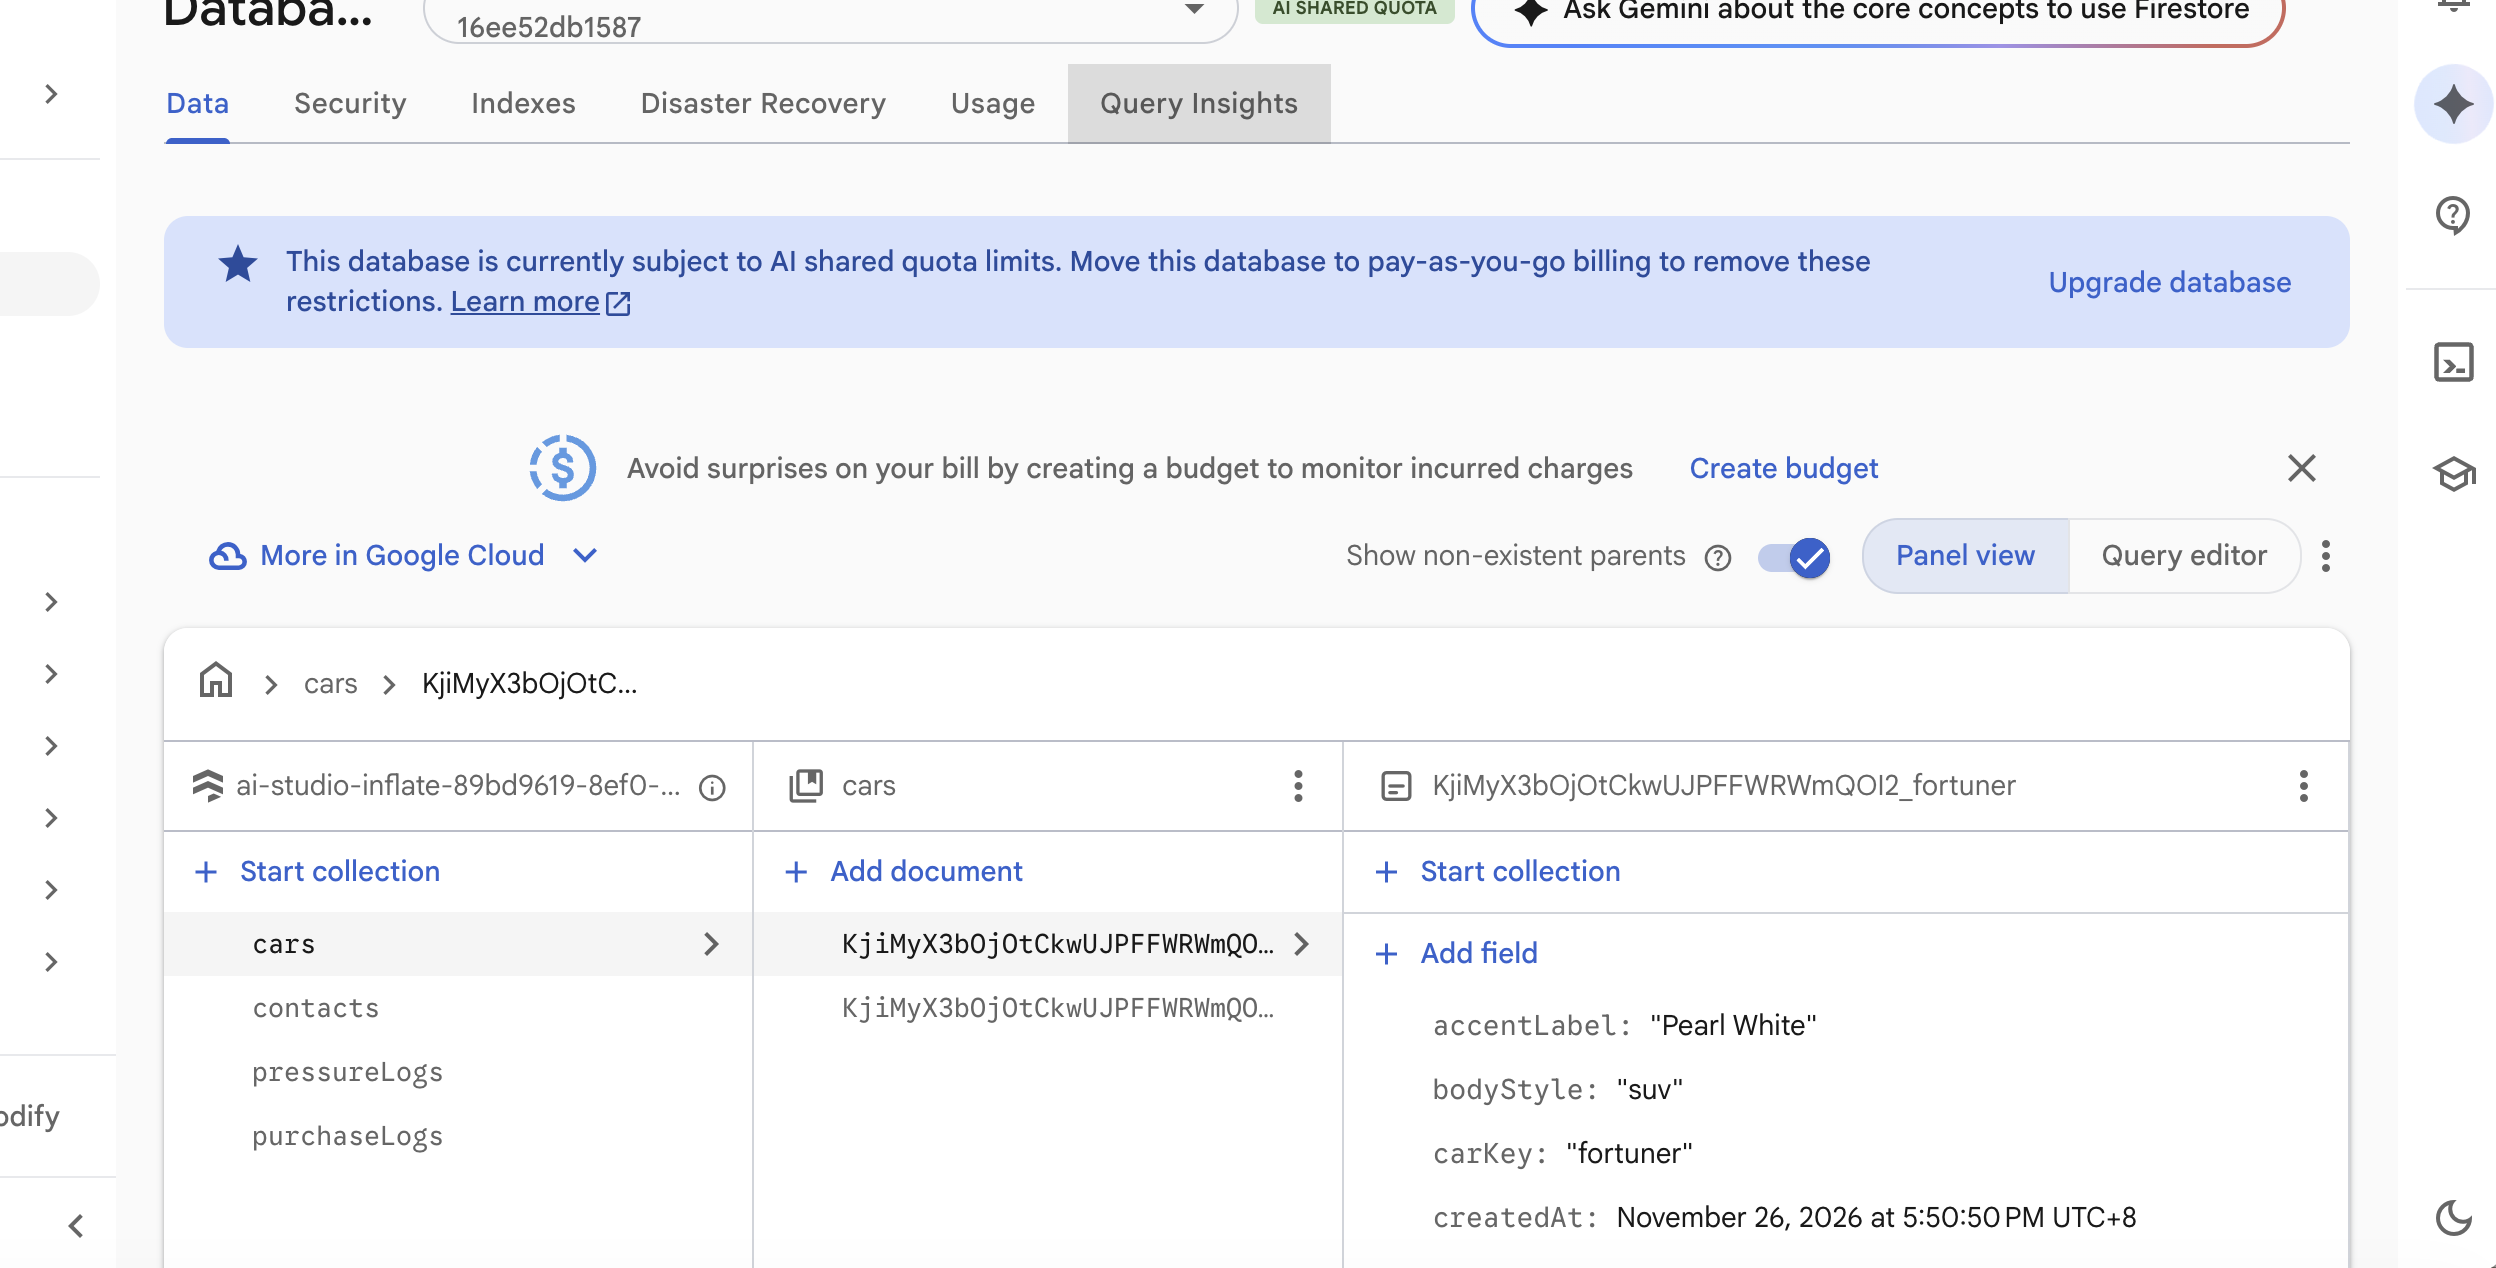 Databa...
16ee52db1587
AI SHARED QUOTA
Ask Gemini about the core concepts to use Firestore
Data
Security
Indexes
Disaster Recovery
Usage
Query Insights
This database is currently subject to AI shared quota limits. Move this database to pay-as-you-go billing to remove these
restrictions. Learn more
Upgrade database
Avoid surprises on your bill by creating a budget to monitor incurred charges
Create budget
More in Google Cloud
Show non-existent parents
Panel view
Query editor
cars
KjiMyX3bOjOtC...
ai-studio-inflate-89bd9619-8ef0-...
cars
KjiMyX3bOjOtCkwUJPFFWRWmQOI2_fortuner
+ Start collection
+ Add document
+ Start collection
cars
KjiMyX3bOjOtCkwUJPFFWRWmQO...
+ Add field
contacts
KjiMyX3bOjOtCkwUJPFFWRWmQO...
accentLabel: "Pearl White"
pressureLogs
bodyStyle: "suv"
purchaseLogs
carKey: "fortuner"
createdAt: November 26, 2026 at 5:50:50 PM UTC+8